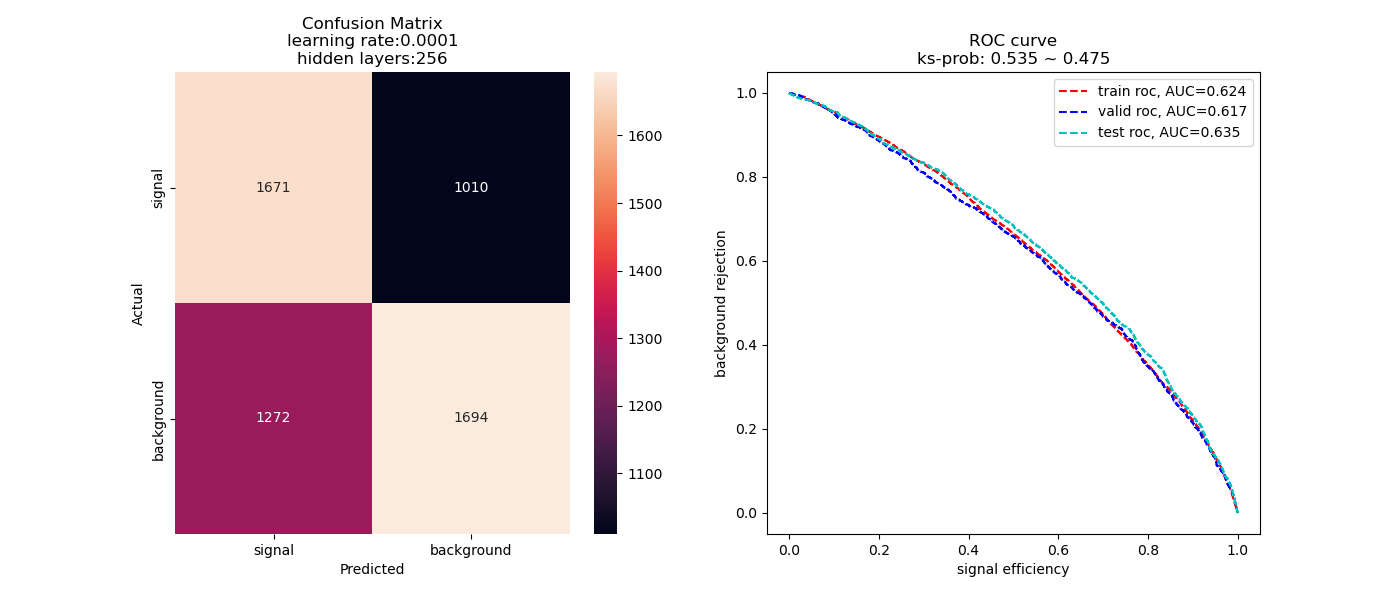 Confusion Matrix
learning rate:0.0001
hidden layers:256
signal
background
Actual
1671
1010
1272
1694
signal
background
Predicted
1600
1500
1400
1300
1200
1100
ROC curve
ks-prob: 0.535 ~ 0.475
train roc, AUC=0.624
valid roc, AUC=0.617
test roc, AUC=0.635
background rejection
1.0
0.8
0.6
0.4
0.2
0.0
0.0
0.2
0.4
0.6
0.8
1.0
signal efficiency